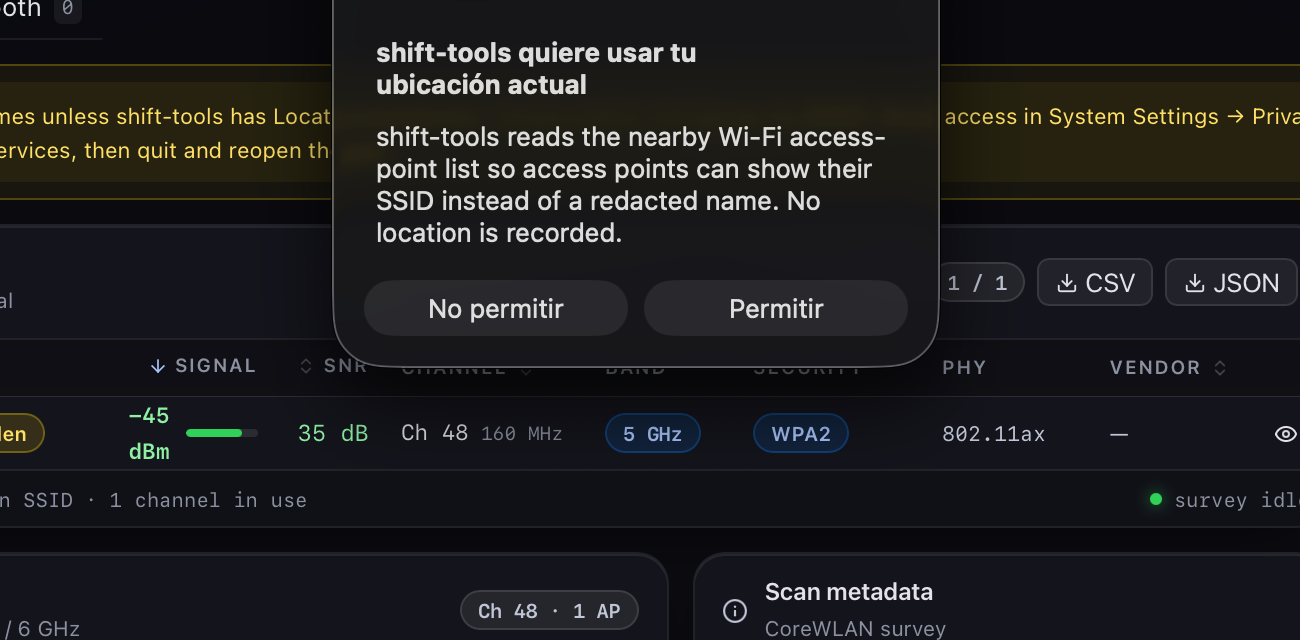 oth 0
shift-tools quiere usar tu
ubicación actual
mes unless shift-tools has Locat
access in System Settings → Priva
ervices, then quit and reopen th
shift-tools reads the nearby Wi-Fi access-
point list so access points can show their
SSID instead of a redacted name. No
location is recorded.
No permitir Permitir
1 / 1 CSV JSON
al
↓ SIGNAL SNR CHANNEL BAND SECURITY PHY VENDOR
den −45 dBm 35 dB Ch 48 160 MHz 5 GHz WPA2 802.11ax —
n SSID · 1 channel in use survey idl
Ch 48 · 1 AP
/ 6 GHz
Scan metadata
CoreWLAN survey